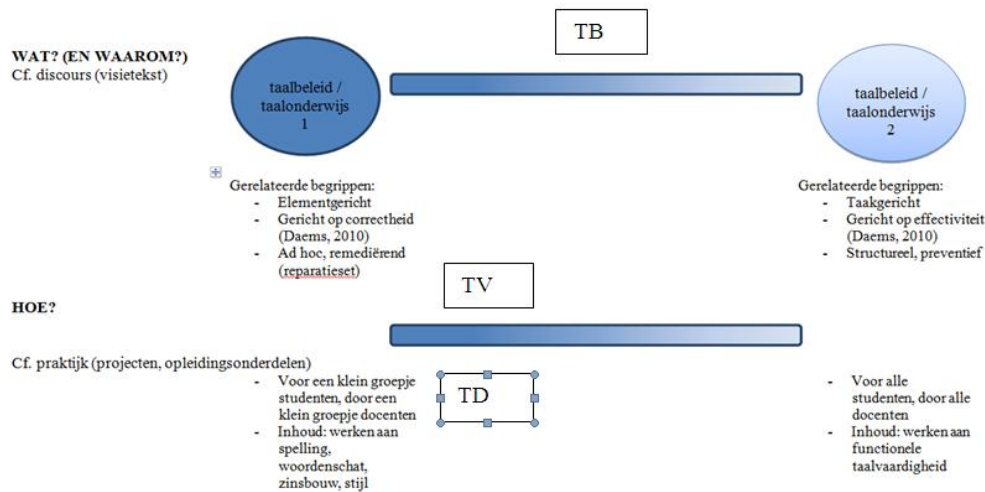 TB
WAT? (EN WAAROM?)
Cf. discours (visietekst)
taalbeleid /
taalonderwijs
1
taalbeleid /
taalonderwijs
2
Gerelateerde begrippen:
- Elementgericht
- Gericht op correctheid
(Daems, 2010)
- Ad hoc, remediërend
(reparatieset)
Gerelateerde begrippen:
- Taakgericht
- Gericht op effectiviteit
(Daems, 2010)
- Structureel, preventief
TV
HOE?
Cf. praktijk (projecten, opleidingsonderdelen)
- Voor een klein groepje
studenten, door een
klein groepje docenten
- Inhoud: werken aan
spelling,
woordenschat,
zinsbouw, stijl
TD
- Voor alle
studenten, door alle
docenten
- Inhoud: werken aan
functionele
taalvaardigheid